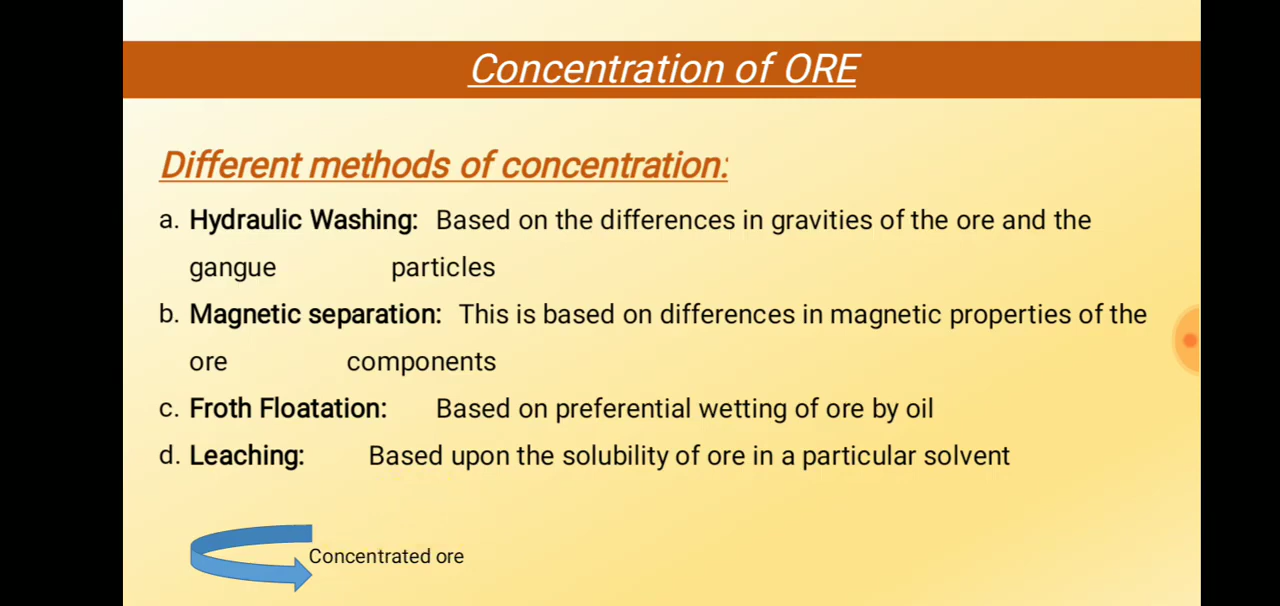 Concentration of ORE
Different methods of concentration:
a. Hydraulic Washing: Based on the differences in gravities of the ore and the
gangue particles
b. Magnetic separation: This is based on differences in magnetic properties of the
ore components
c. Froth Floatation: Based on preferential wetting of ore by oil
d. Leaching: Based upon the solubility of ore in a particular solvent
Concentrated ore